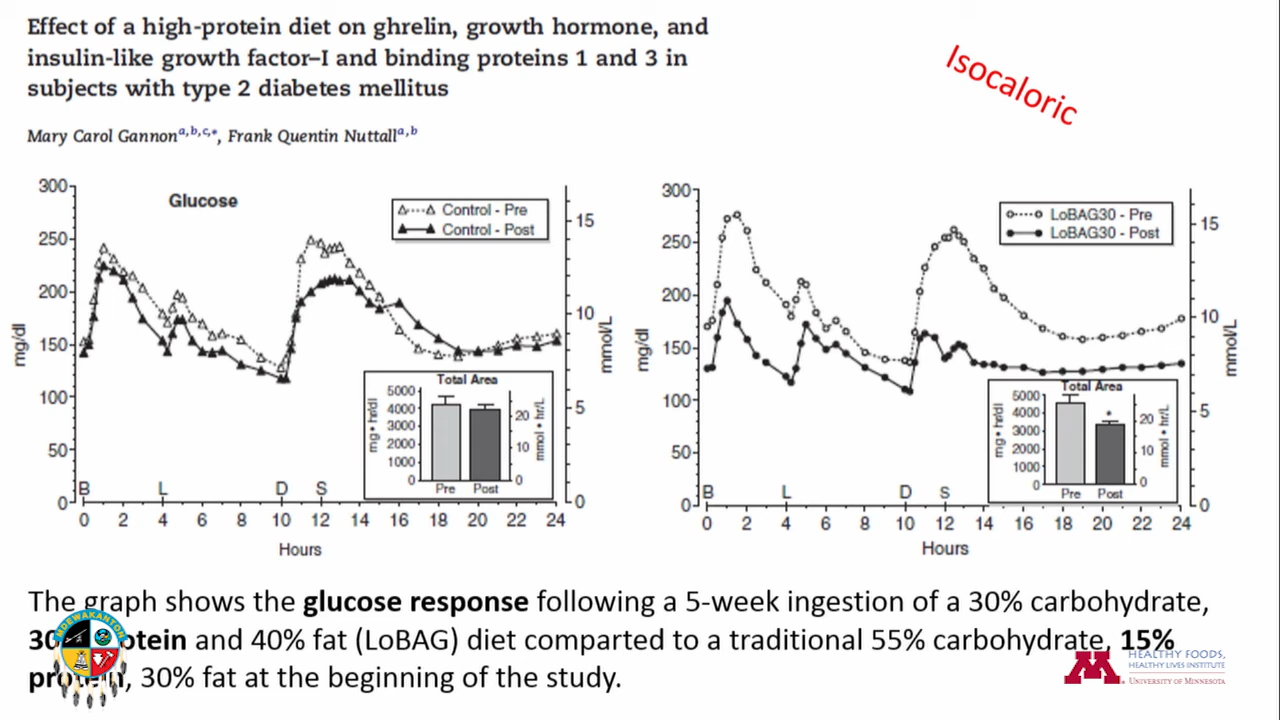 Effect of a high-protein diet on ghrelin, growth hormone, and
insulin-like growth factor–I and binding proteins 1 and 3 in
subjects with type 2 diabetes mellitus
Mary Carol Gannon a,b,c,*, Frank Quentin Nuttall a,b
Isocaloric
Glucose
Control - Pre
Control - Post
300
250
200
150
100
50
0
mg/dl
15
10
5
0
mmol/L
B L D S
0 2 4 6 8 10 12 14 16 18 20 22 24
Hours
Total Area
5000
4000
3000
2000
1000
0
mg • hr/dl
20
10
0
mmol • hr/L
Pre Post
LoBAG30 - Pre
LoBAG30 - Post
300
250
200
150
100
50
0
mg/dl
15
10
5
0
mmol/L
B L D S
0 2 4 6 8 10 12 14 16 18 20 22 24
Hours
Total Area
5000
4000
3000
2000
1000
0
mg • hr/dl
20
10
0
mmol • hr/L
*
Pre Post
The graph shows the glucose response following a 5-week ingestion of a 30% carbohydrate,
and 40% fat (LoBAG) diet comparted to a traditional 55% carbohydrate, 15%
30% fat at the beginning of the study.
MDEWAKANTON
M
HEALTHY FOODS,
HEALTHY LIVES INSTITUTE
UNIVERSITY OF MINNESOTA